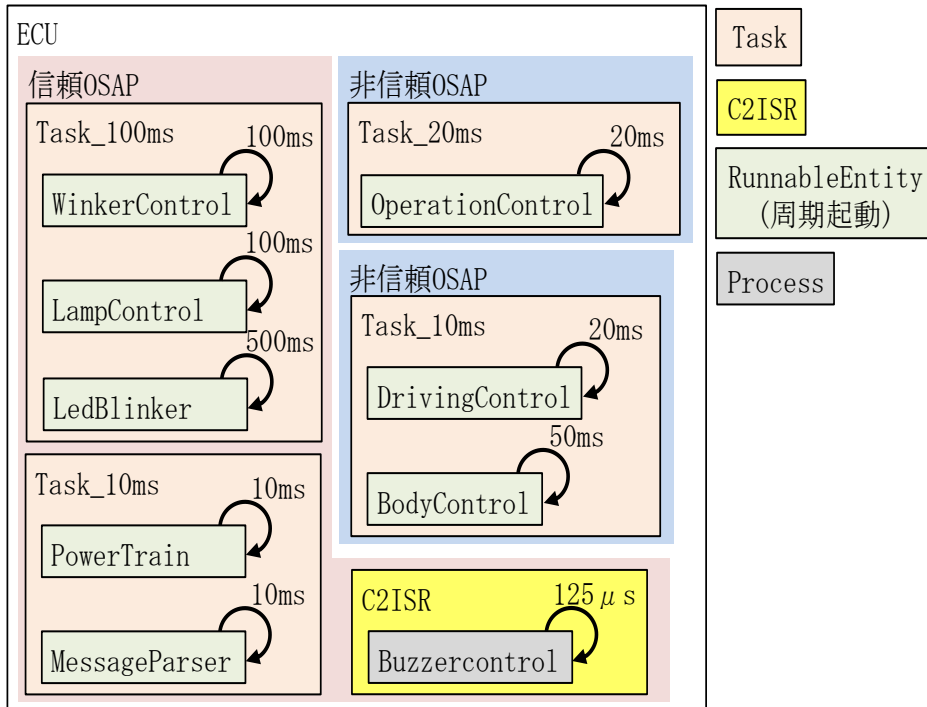 ECU
信頼OSAP
Task_100ms
100ms
WinkerControl
100ms
LampControl
500ms
LedBlinker
Task_10ms
10ms
PowerTrain
10ms
MessageParser
非信頼OSAP
Task_20ms
20ms
OperationControl
非信頼OSAP
Task_10ms
20ms
DrivingControl
50ms
BodyControl
C2ISR
125μs
Buzzercontrol
Task
C2ISR
RunnableEntity
(周期起動)
Process